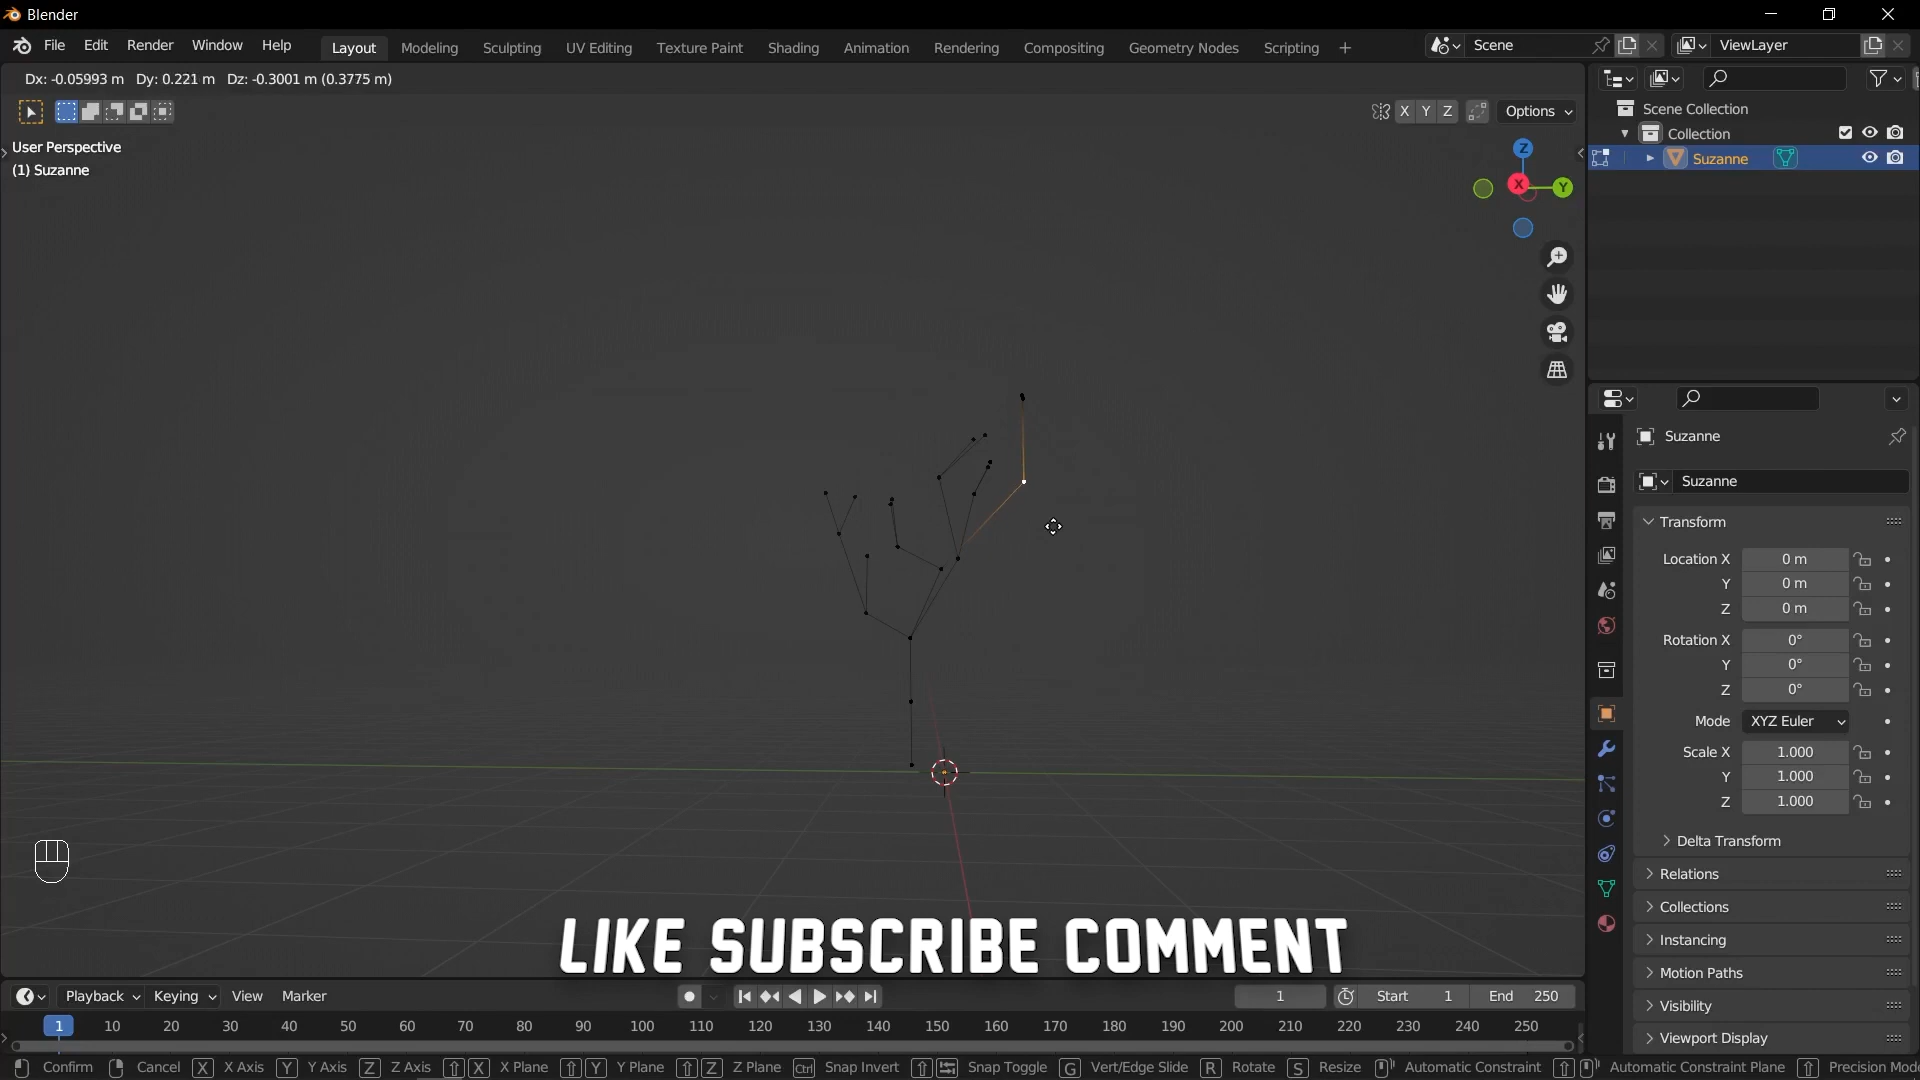 Blender
File Edit Render Window Help Layout Modeling Sculpting UV Editing Texture Paint Shading Animation Rendering Compositing Geometry Nodes Scripting + Scene ViewLayer
Dx: -0.05993 m Dy: 0.221 m Dz: -0.3001 m (0.3775 m)
X Y Z Options
User Perspective
(1) Suzanne
Z
X Y
Scene Collection
Collection
Suzanne
Suzanne
Suzanne
Transform
Location X 0 m
Y 0 m
Z 0 m
Rotation X 0°
Y 0°
Z 0°
Mode XYZ Euler
Scale X 1.000
Y 1.000
Z 1.000
Delta Transform
Relations
Collections
Instancing
Motion Paths
Visibility
Viewport Display
LIKE SUBSCRIBE COMMENT
Playback Keying View Marker 1 Start 1 End 250
1 10 20 30 40 50 60 70 80 90 100 110 120 130 140 150 160 170 180 190 200 210 220 230 240 250
Confirm Cancel X X Axis Y Y Axis Z Z Axis X X Plane Y Y Plane Z Z Plane Ctrl Snap Invert Snap Toggle G Vert/Edge Slide R Rotate S Resize Automatic Constraint Automatic Constraint Plane Precision Mod